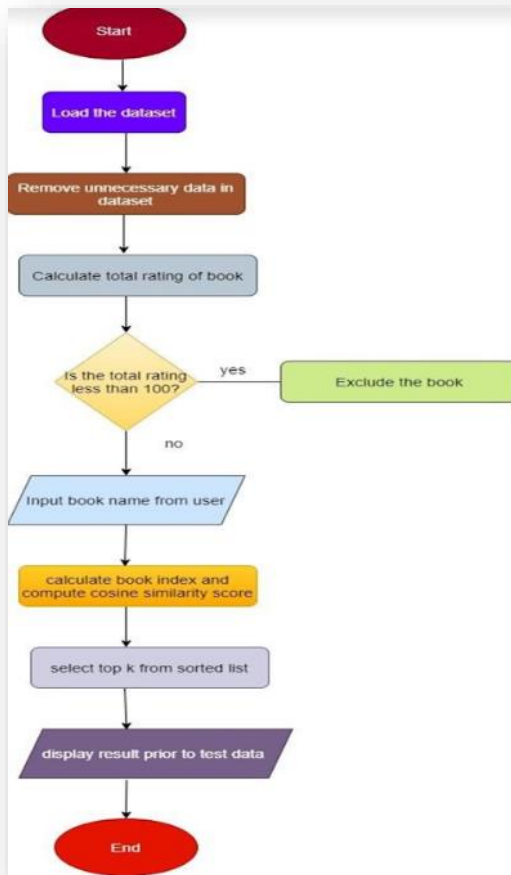 Start
Load the dataset
Remove unnecessary data in
dataset
Calculate total rating of book
Is the total rating
less than 100?
yes
Exclude the book
no
Input book name from user
calculate book index and
compute cosine similarity score
select top k from sorted list
display result prior to test data
End